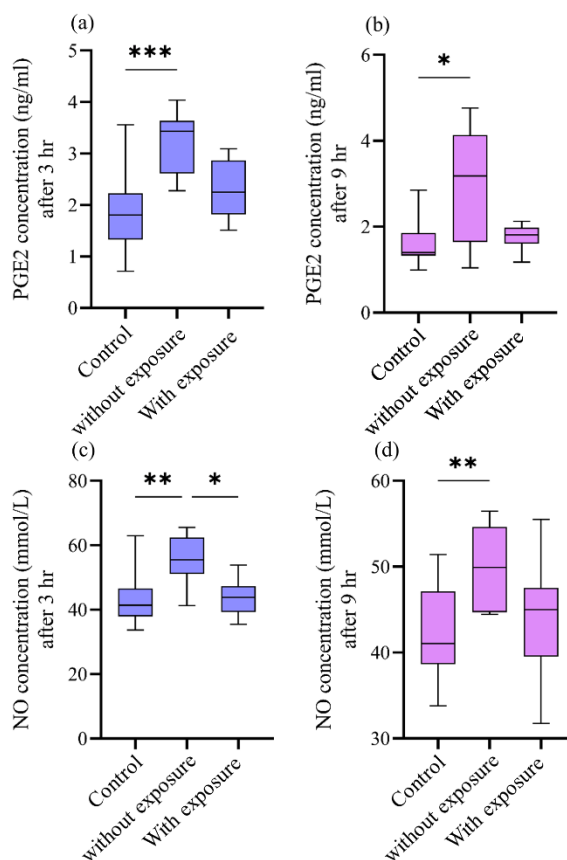 (a)
PGE2 concentration (ng/ml)
after 3 hr
5
4
3
2
1
0
***
Control
without exposure
With exposure
(b)
PGE2 concentration (ng/ml)
after 9 hr
6
4
2
0
*
Control
without exposure
With exposure
(c)
NO concentration (mmol/L)
after 3 hr
80
60
40
20
0
**
*
Control
without exposure
With exposure
(d)
NO concentration (mmol/L)
after 9 hr
60
50
40
30
**
Control
without exposure
With exposure